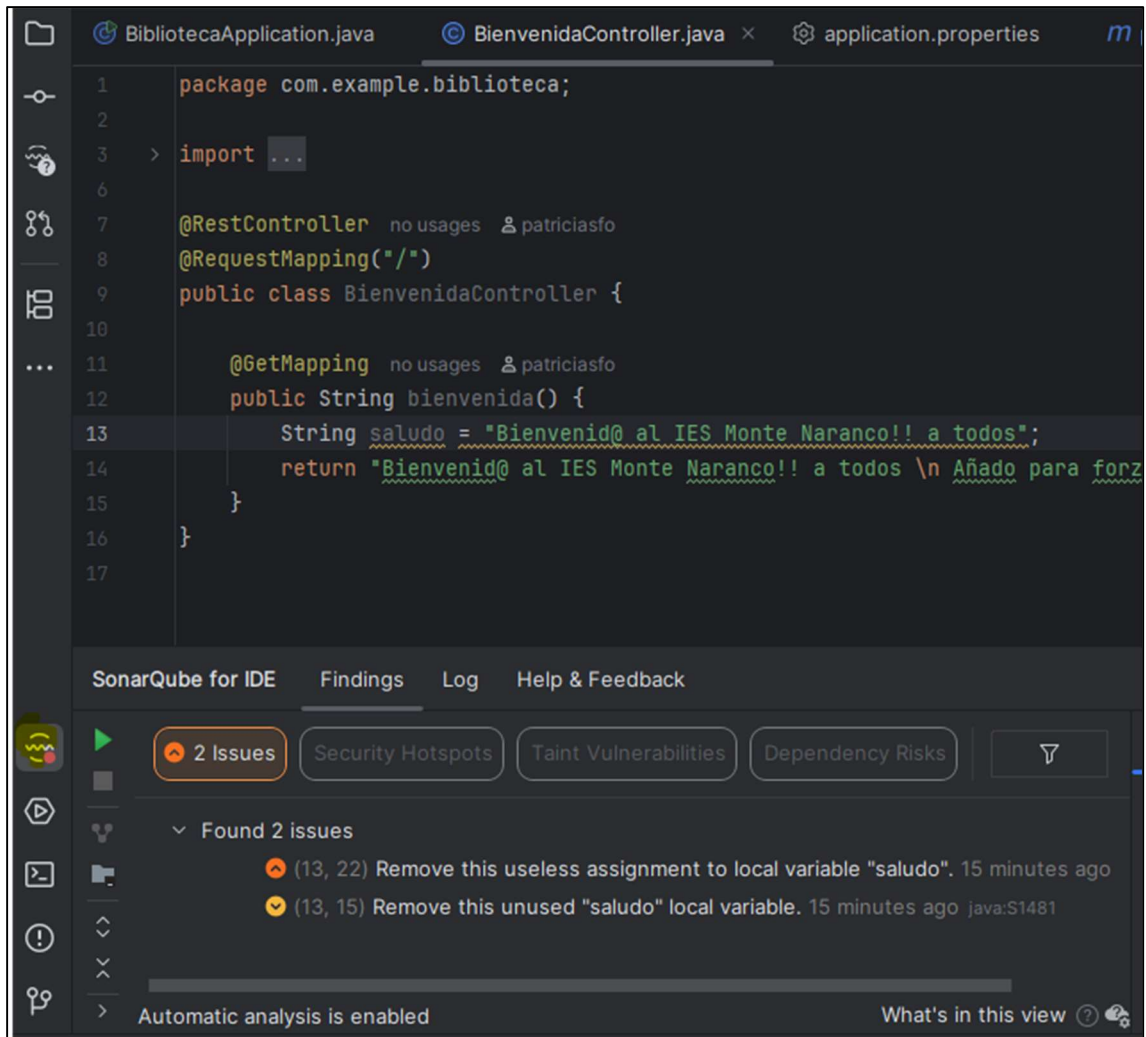 BibliotecaApplication.java BienvenidaController.java application.properties m
1 package com.example.biblioteca;
2
3 import ...
6
7 @RestController no usages patriciasfo
8 @RequestMapping("/")
9 public class BienvenidaController {
10
11 @GetMapping no usages patriciasfo
12 public String bienvenida() {
13 String saludo = "Bienvenid@ al IES Monte Naranco!! a todos";
14 return "Bienvenid@ al IES Monte Naranco!! a todos \n Añado para forz
15 }
16 }
17
SonarQube for IDE Findings Log Help & Feedback
2 Issues Security Hotspots Taint Vulnerabilities Dependency Risks
Found 2 issues
(13, 22) Remove this useless assignment to local variable "saludo". 15 minutes ago
(13, 15) Remove this unused "saludo" local variable. 15 minutes ago java:S1481
Automatic analysis is enabled What's in this view